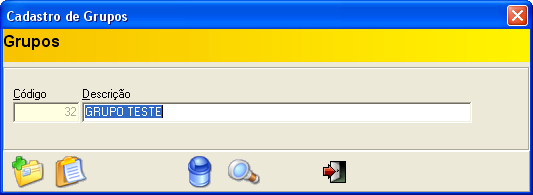 Cadastro de Grupos
Grupos
Código Descrição
32 GRUPO TESTE